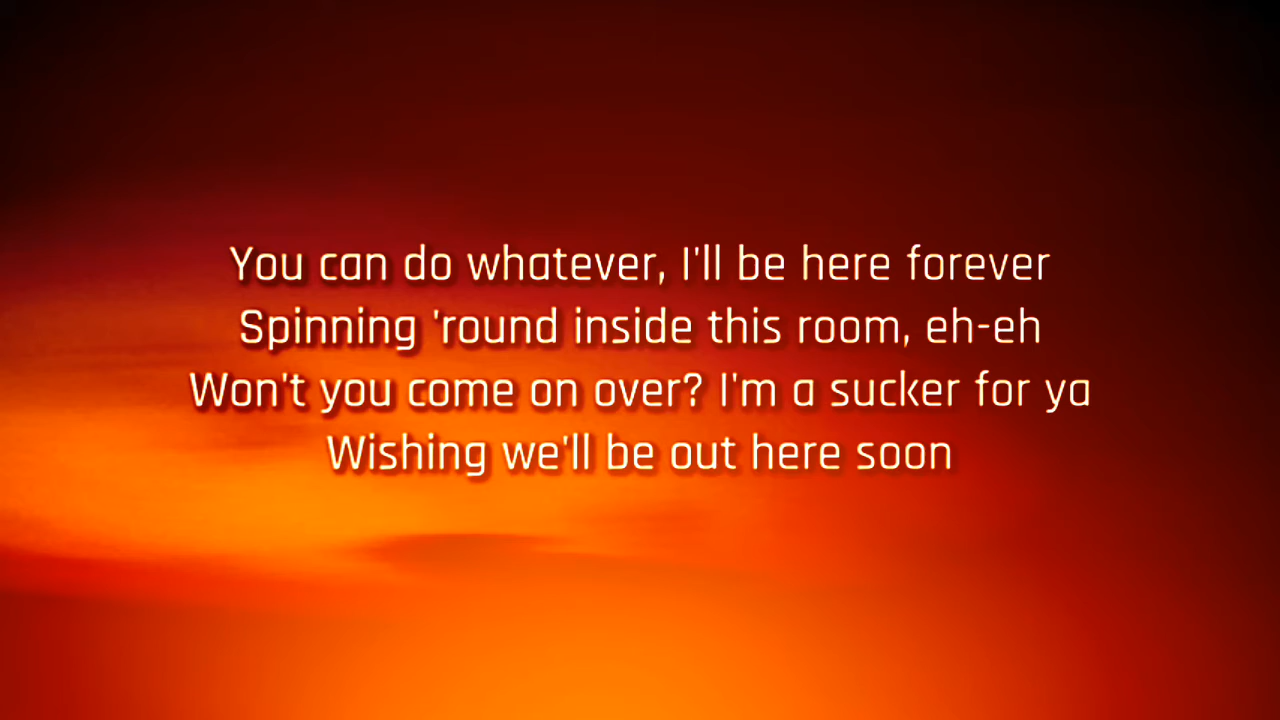 You can do whatever, I'll be here forever
Spinning 'round inside this room, eh-eh
Won't you come on over? I'm a sucker for ya
Wishing we'll be out here soon